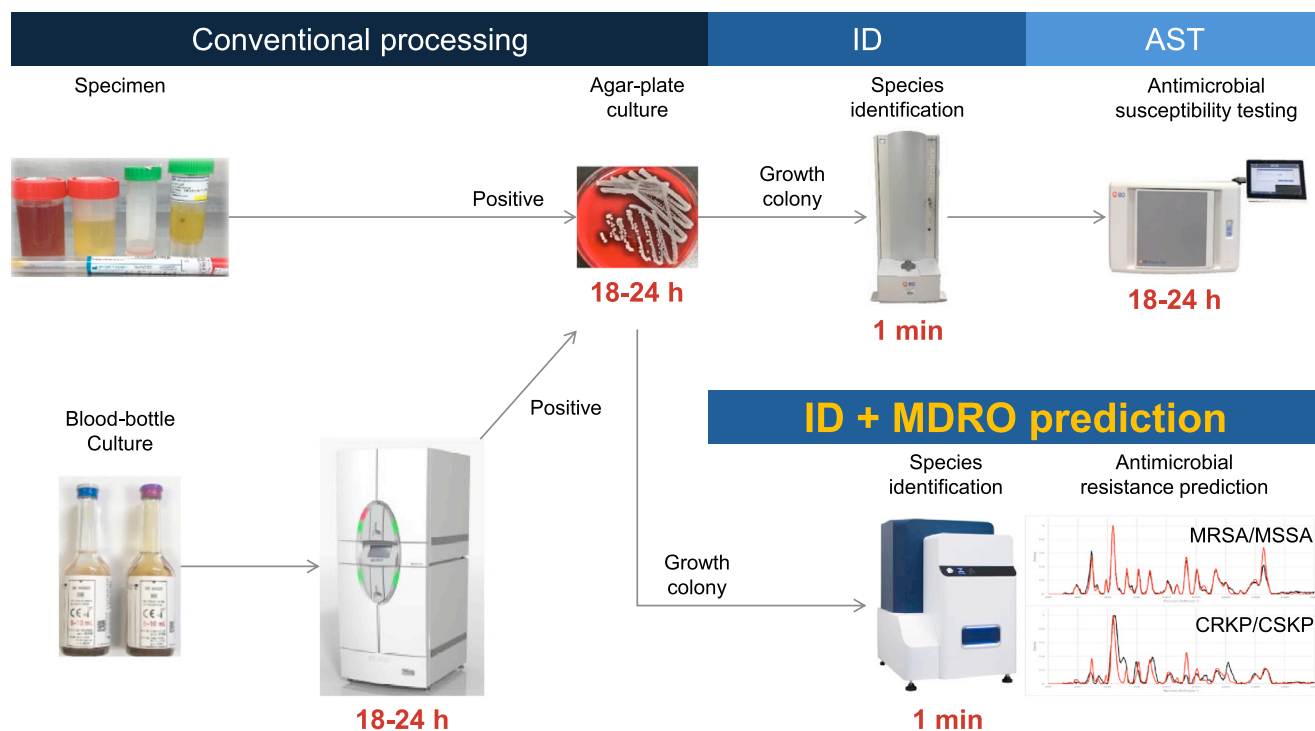 Conventional processing
ID
AST
Specimen
Agar-plate
culture
Species
identification
Antimicrobial
susceptibility testing
Positive
Growth
colony
BD
BD
18-24 h
1 min
18-24 h
Blood-bottle
Culture
Positive
ID + MDRO prediction
Species
identification
Antimicrobial
resistance prediction
MRSA/MSSA
Growth
colony
CRKP/CSKP
18-24 h
1 min